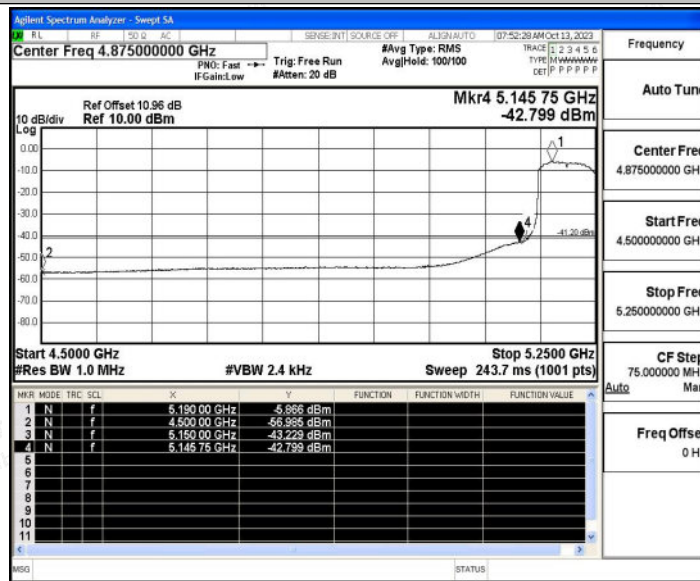 Agilent Spectrum Analyzer - Swept SA
RL RF 50 Ω AC SENSE:INT SOURCE OFF ALIGNAUTO 07:52:28 AM Oct 13, 2023
Center Freq 4.875000000 GHz
PNO: Fast
IFGain:Low
Trig: Free Run
#Atten: 20 dB
#Avg Type: RMS
Avg|Hold: 100/100
TRACE 1 2 3 4 5 6
TYPE MWWWWW
DET P P P P P P
Ref Offset 10.96 dB
10 dB/div Ref 10.00 dBm
Log
Mkr4 5.145 75 GHz
-42.799 dBm
0.00
-10.0
-20.0
-30.0
-40.0
-50.0
-60.0
-70.0
-80.0
1
2
4
-41.20 dBm
Start 4.5000 GHz Stop 5.2500 GHz
#Res BW 1.0 MHz #VBW 2.4 kHz Sweep 243.7 ms (1001 pts)
MKR MODE TRC SCL X Y FUNCTION FUNCTION WIDTH FUNCTION VALUE
1 N f 5.190 00 GHz -5.866 dBm
2 N f 4.500 00 GHz -56.985 dBm
3 N f 5.150 00 GHz -43.229 dBm
4 N f 5.145 75 GHz -42.799 dBm
5
6
7
8
9
10
11
MSG STATUS
Frequency
Auto Tun
Center Fre
4.875000000 GH
Start Fre
4.500000000 GH
Stop Fre
5.250000000 GH
CF Step
75.000000 MH
Auto Ma
Freq Offse
0 H